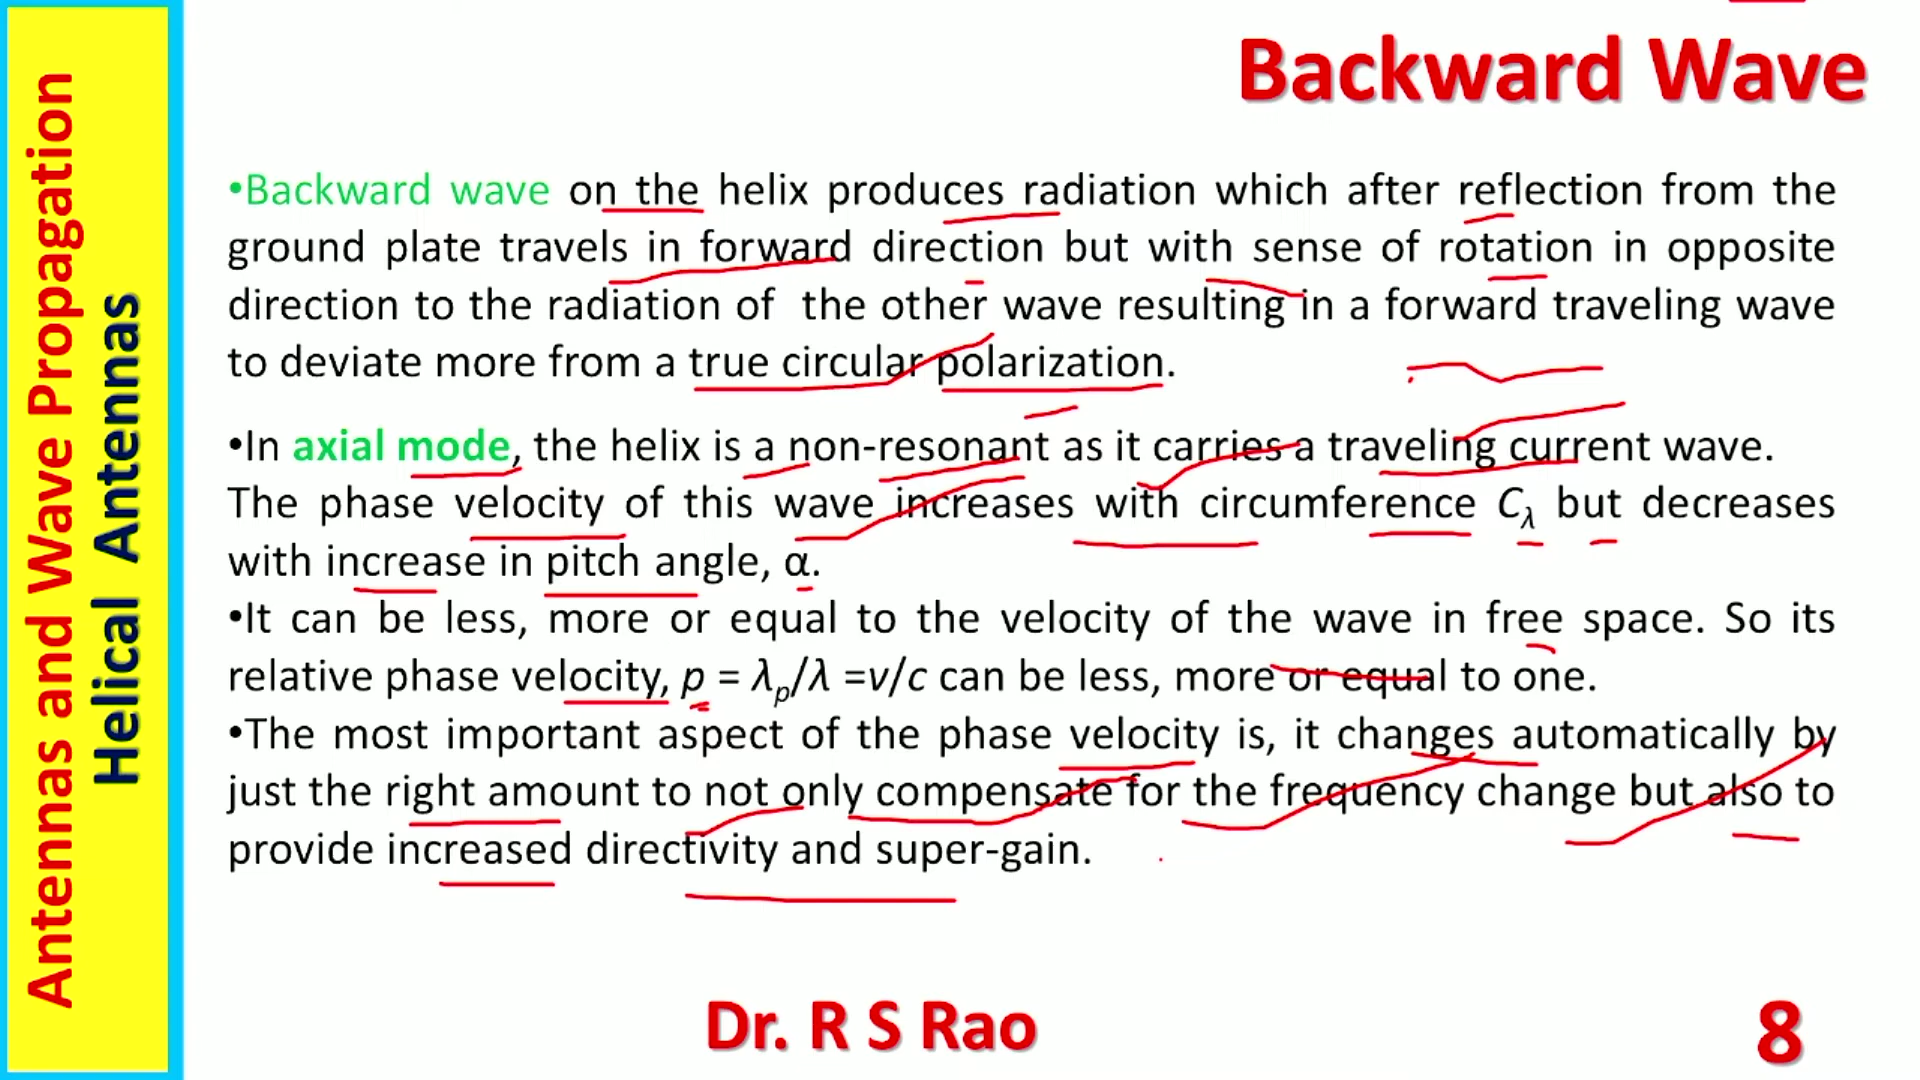 Antennas and Wave Propagation
Helical Antennas
Backward Wave
•Backward wave on the helix produces radiation which after reflection from the
ground plate travels in forward direction but with sense of rotation in opposite
direction to the radiation of the other wave resulting in a forward traveling wave
to deviate more from a true circular polarization.
•In axial mode, the helix is a non-resonant as it carries a traveling current wave.
The phase velocity of this wave increases with circumference Cλ but decreases
with increase in pitch angle, α.
•It can be less, more or equal to the velocity of the wave in free space. So its
relative phase velocity, p = λp/λ =v/c can be less, more or equal to one.
•The most important aspect of the phase velocity is, it changes automatically by
just the right amount to not only compensate for the frequency change but also to
provide increased directivity and super-gain.
Dr. R S Rao
8